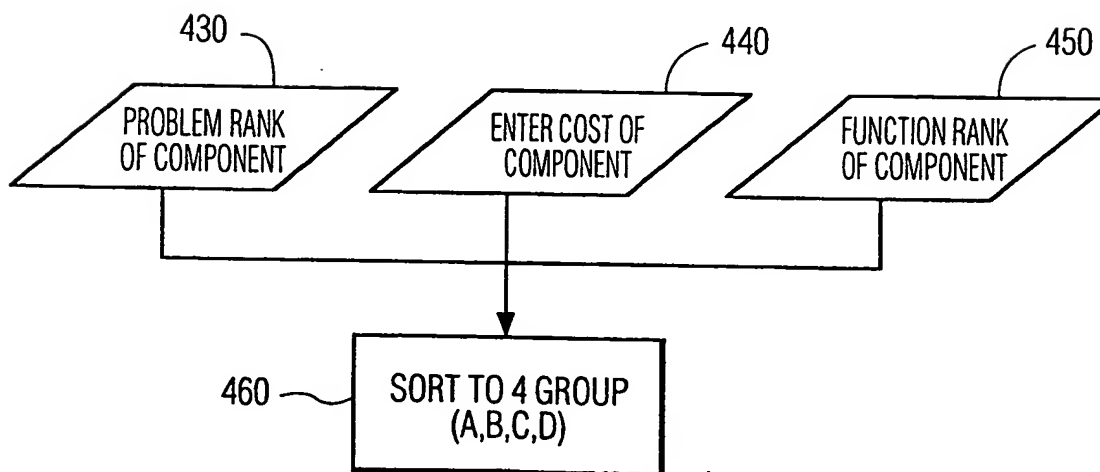 430
440
450
PROBLEM RANK
OF COMPONENT
ENTER COST OF
COMPONENT
FUNCTION RANK
OF COMPONENT
460
SORT TO 4 GROUP
(A,B,C,D)